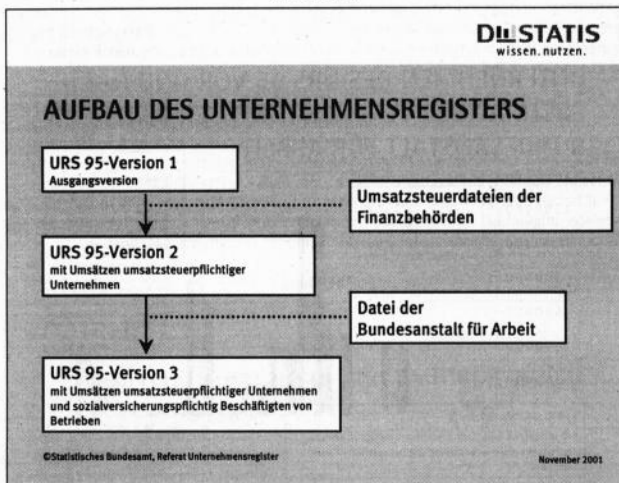 DESTATIS
wissen.nutzen.
AUFBAU DES UNTERNEHMENSREGISTERS
URS 95-Version 1
Ausgangsversion
Umsatzsteuerdateien der
Finanzbehörden
URS 95-Version 2
mit Umsätzen umsatzsteuerpflichtiger
Unternehmen
Datei der
Bundesanstalt für Arbeit
URS 95-Version 3
mit Umsätzen umsatzsteuerpflichtiger Unternehmen
und sozialversicherungspflichtig Beschäftigten von
Betrieben
©Statistisches Bundesamt, Referat Unternehmensregister
November 2001